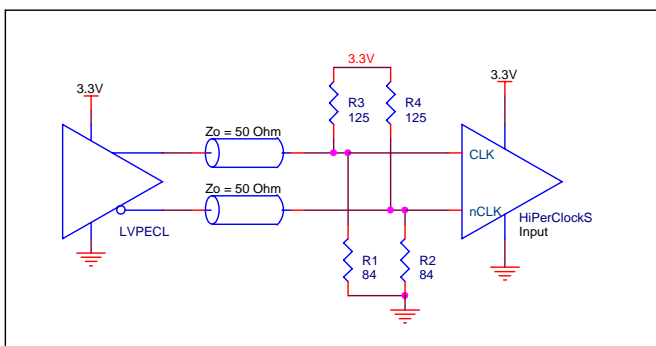 3.3V
3.3V
3.3V
R3
125
R4
125
Zo = 50 Ohm
CLK
Zo = 50 Ohm
nCLK
HiPerClockS
Input
LVPECL
R1
84
R2
84